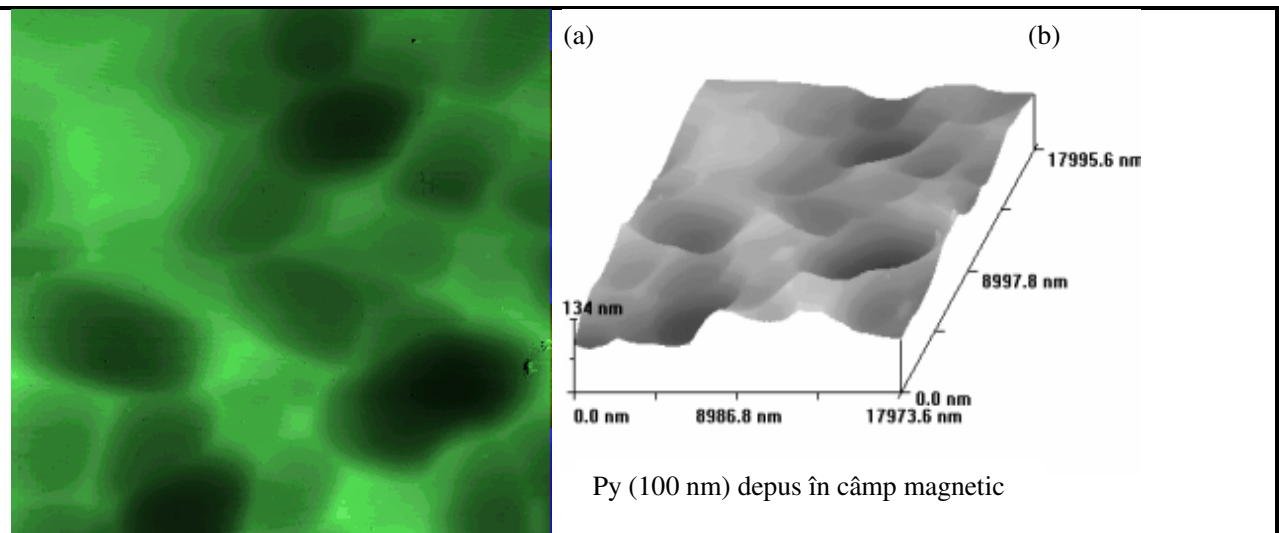 (a)
(b)
17995.6 nm
8997.8 nm
134 nm
0.0 nm
0.0 nm
8986.8 nm
17973.6 nm
Py (100 nm) depus în câmp magnetic